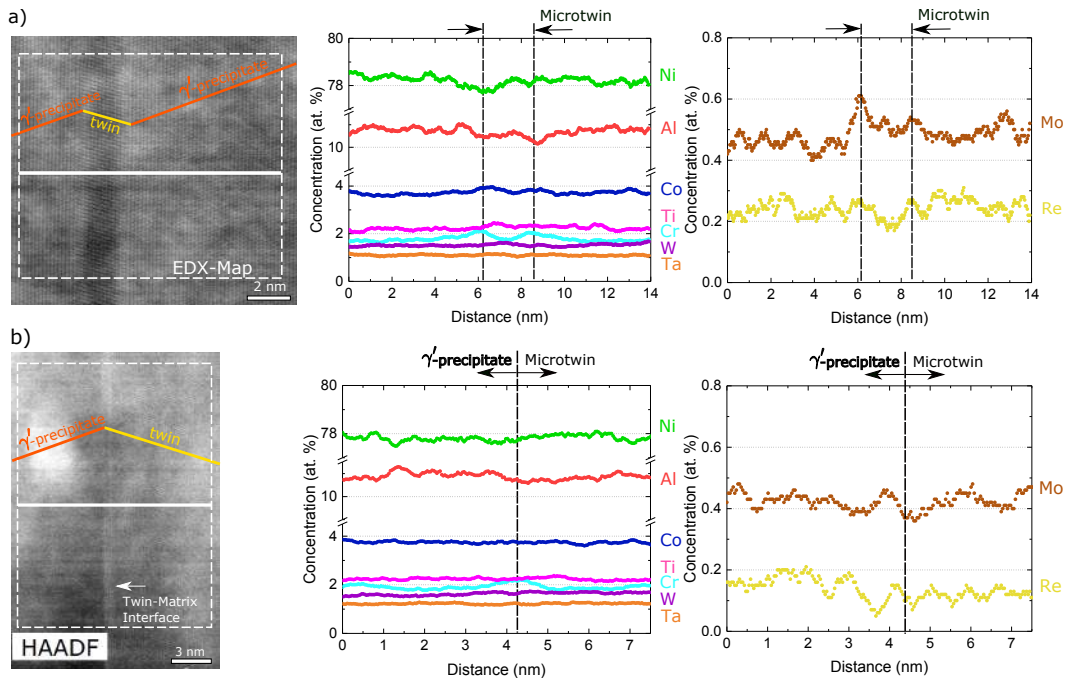 a)
γ′-precipitate
twin
γ′-precipitate
EDX-Map
2 nm
Microtwin
80
78
10
4
2
0
Concentration (at. %)
Ni
Al
Co
Ti
Cr
W
Ta
0 2 4 6 8 10 12 14
Distance (nm)
Microtwin
0.8
0.6
0.4
0.2
0.0
Concentration (at. %)
Mo
Re
0 2 4 6 8 10 12 14
Distance (nm)
b)
γ′-precipitate
twin
Twin-Matrix
Interface
HAADF
3 nm
γ′-precipitate Microtwin
80
78
10
4
2
0
Concentration (at. %)
Ni
Al
Co
Ti
Cr
W
Ta
0 1 2 3 4 5 6 7
Distance (nm)
γ′-precipitate Microtwin
0.8
0.6
0.4
0.2
0.0
Concentration (at. %)
Mo
Re
0 1 2 3 4 5 6 7
Distance (nm)